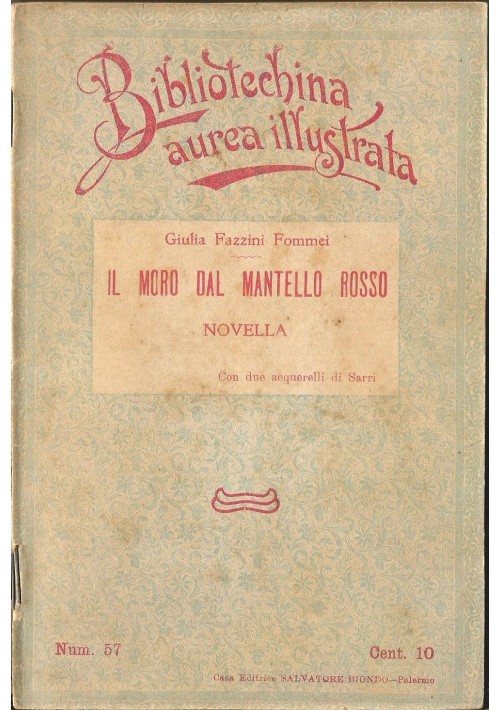 Bibliotechina
aurea illustrata
Giulia Fazzini Fommei
IL MORO DAL MANTELLO ROSSO
NOVELLA
Con due acquerelli di Sarri
Num. 57
Cent. 10
Casa Editrice SALVATORE BIONDO—Palermo